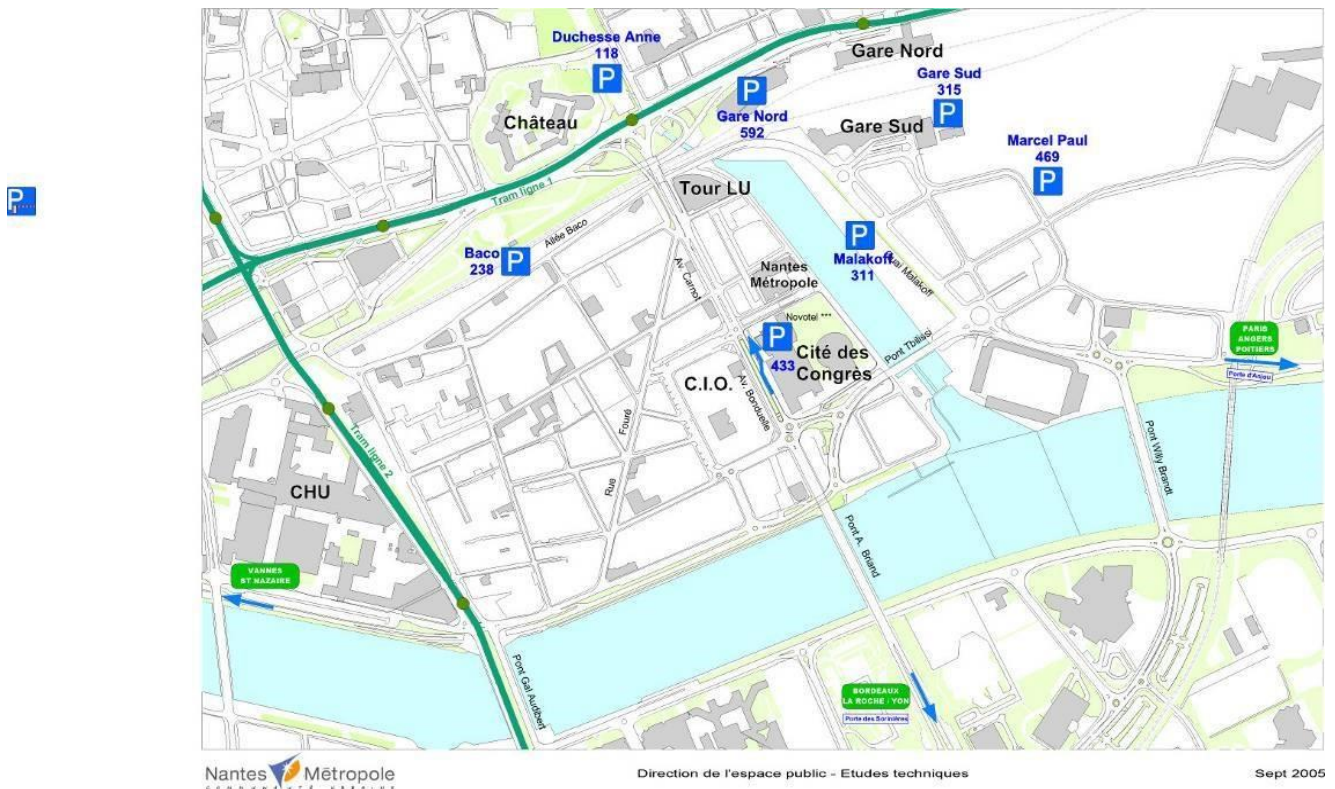 Duchesse Anne
118
P
Gare Nord
Gare Sud
315
P
P
Gare Nord
592
Château
Gare Sud
Marcel Paul
469
P
P
Tour LU
Tram ligne 1
Allée Baco
Baco
238
P
Av. Carnot
Nantes
Métropole
P
Malakoff
311
Quai Malakoff
Novotel ***
P
433
Cité des
Congrès
Pont Tbilissi
PARIS
ANGERS
POITIERS
Porte d'Anjou
C.I.O.
Av. Bonduelle
Rue Fouré
Tram ligne 2
CHU
Pont Willy Brandt
Pont A. Briand
VANNES
ST NAZAIRE
Pont Gal Audibert
BORDEAUX
LA ROCHE / YON
Porte des Sorinières
Nantes Métropole
COMMUNAUTÉ URBAINE
Direction de l'espace public - Etudes techniques
Sept 2005